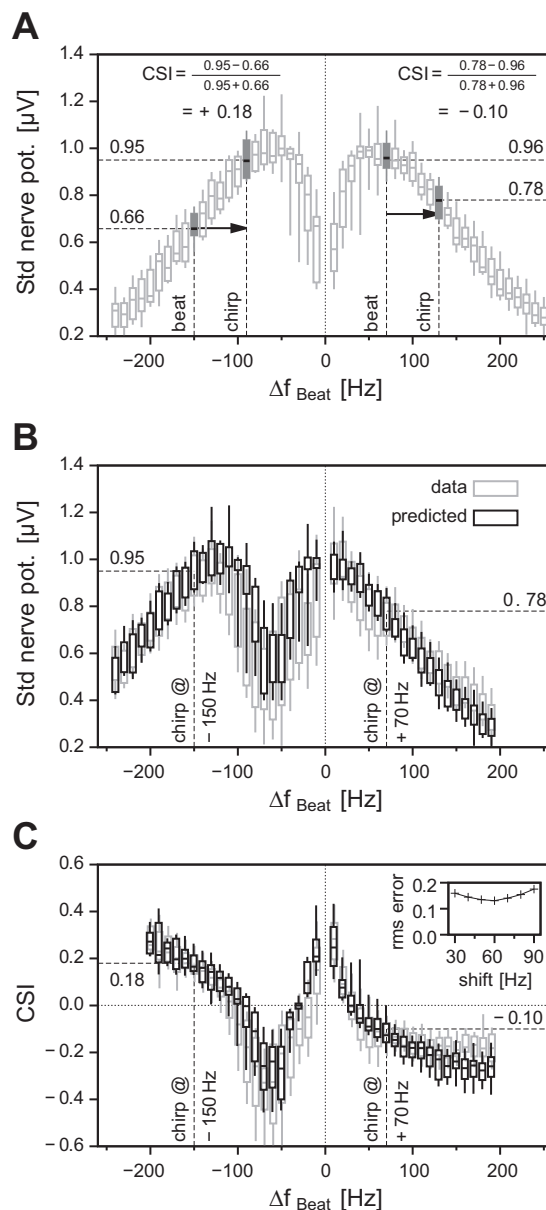 A
CSI = 0.95 – 0.66 / 0.95 + 0.66
= + 0.18
CSI = 0.78 – 0.96 / 0.78 + 0.96
= – 0.10
Std nerve pot. [µV]
1.4
1.2
1.0
0.8
0.6
0.4
0.2
0.95
0.66
0.96
0.78
beat
chirp
beat
chirp
−200
−100
0
100
200
Δf Beat [Hz]
B
Std nerve pot. [µV]
1.4
1.2
1.0
0.8
0.6
0.4
0.2
data
predicted
0.95
0.78
chirp @
– 150 Hz
chirp @
+ 70 Hz
−200
−100
0
100
200
Δf Beat [Hz]
C
CSI
0.6
0.4
0.2
0.0
−0.2
−0.4
−0.6
rms error
0.2
0.1
0.0
30
60
90
shift [Hz]
0.18
−0.10
chirp @
– 150 Hz
chirp @
+ 70 Hz
−200
−100
0
100
200
Δf Beat [Hz]